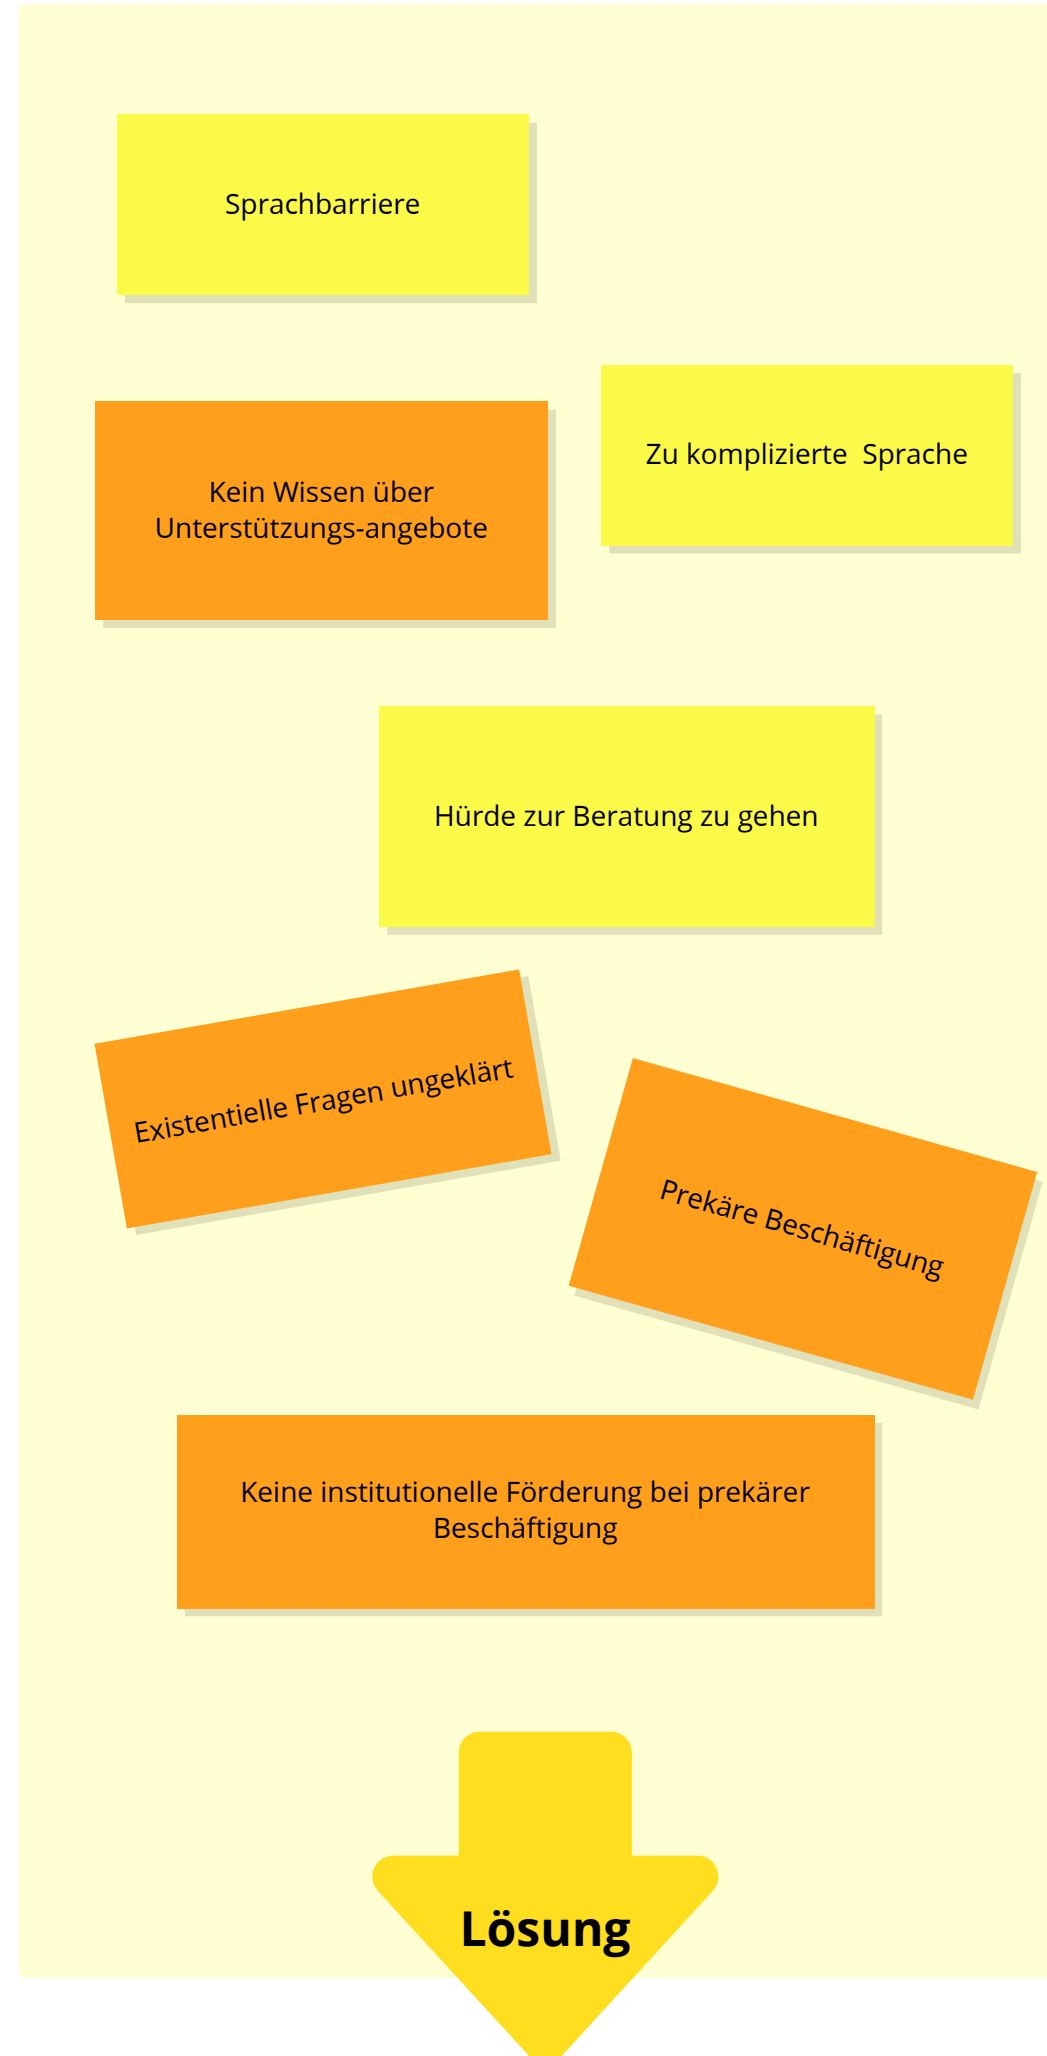 Sprachbarriere
Zu komplizierte  Sprache
Kein Wissen über
Unterstützungs-angebote
Hürde zur Beratung zu gehen
Existentielle Fragen ungeklärt
Prekäre Beschäftigung
Keine institutionelle Förderung bei prekärer
Beschäftigung
Lösung